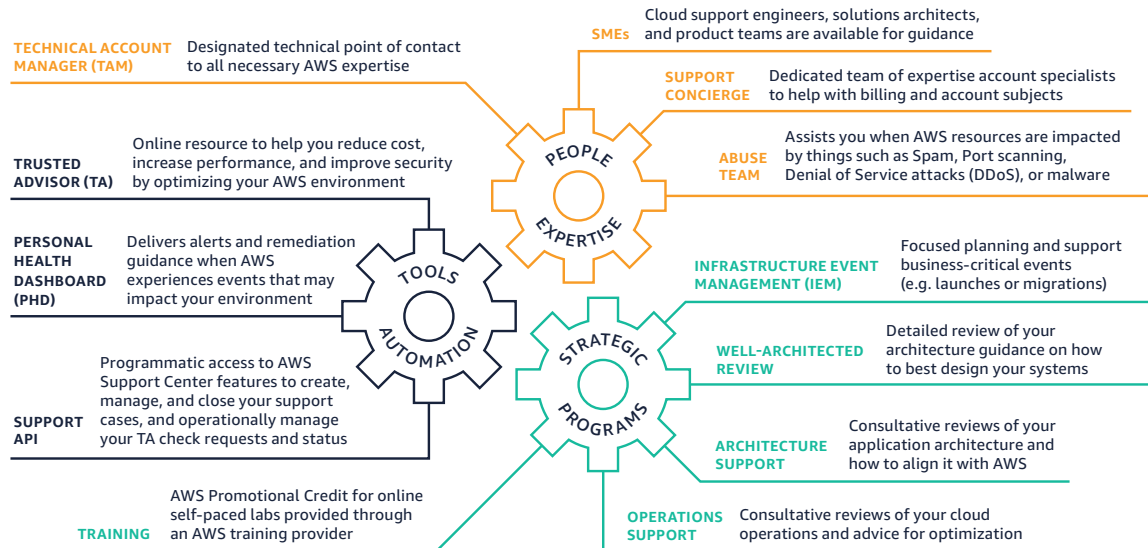 TECHNICAL ACCOUNT
MANAGER (TAM)
Designated technical point of contact
to all necessary AWS expertise
SMEs
Cloud support engineers, solutions architects,
and product teams are available for guidance
SUPPORT
CONCIERGE
Dedicated team of expertise account specialists
to help with billing and account subjects
ABUSE
TEAM
Assists you when AWS resources are impacted
by things such as Spam, Port scanning,
Denial of Service attacks (DDoS), or malware
PEOPLE
EXPERTISE
TRUSTED
ADVISOR (TA)
Online resource to help you reduce cost,
increase performance, and improve security
by optimizing your AWS environment
PERSONAL
HEALTH
DASHBOARD
(PHD)
Delivers alerts and remediation
guidance when AWS
experiences events that may
impact your environment
TOOLS
AUTOMATION
SUPPORT
API
Programmatic access to AWS
Support Center features to create,
manage, and close your support
cases, and operationally manage
your TA check requests and status
INFRASTRUCTURE EVENT
MANAGEMENT (IEM)
Focused planning and support
business-critical events
(e.g. launches or migrations)
STRATEGIC
PROGRAMS
WELL-ARCHITECTED
REVIEW
Detailed review of your
architecture guidance on how
to best design your systems
ARCHITECTURE
SUPPORT
Consultative reviews of your
application architecture and
how to align it with AWS
TRAINING
AWS Promotional Credit for online
self-paced labs provided through
an AWS training provider
OPERATIONS
SUPPORT
Consultative reviews of your cloud
operations and advice for optimization